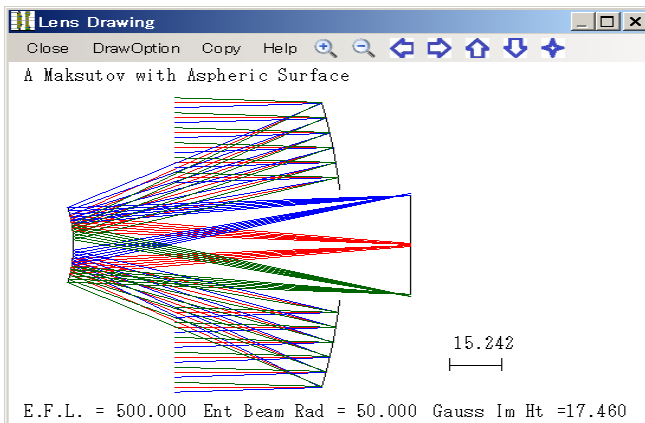 Lens Drawing
Close DrawOption Copy Help
A Maksutov with Aspheric Surface
15.242
E.F.L. = 500.000 Ent Beam Rad = 50.000 Gauss Im Ht =17.460